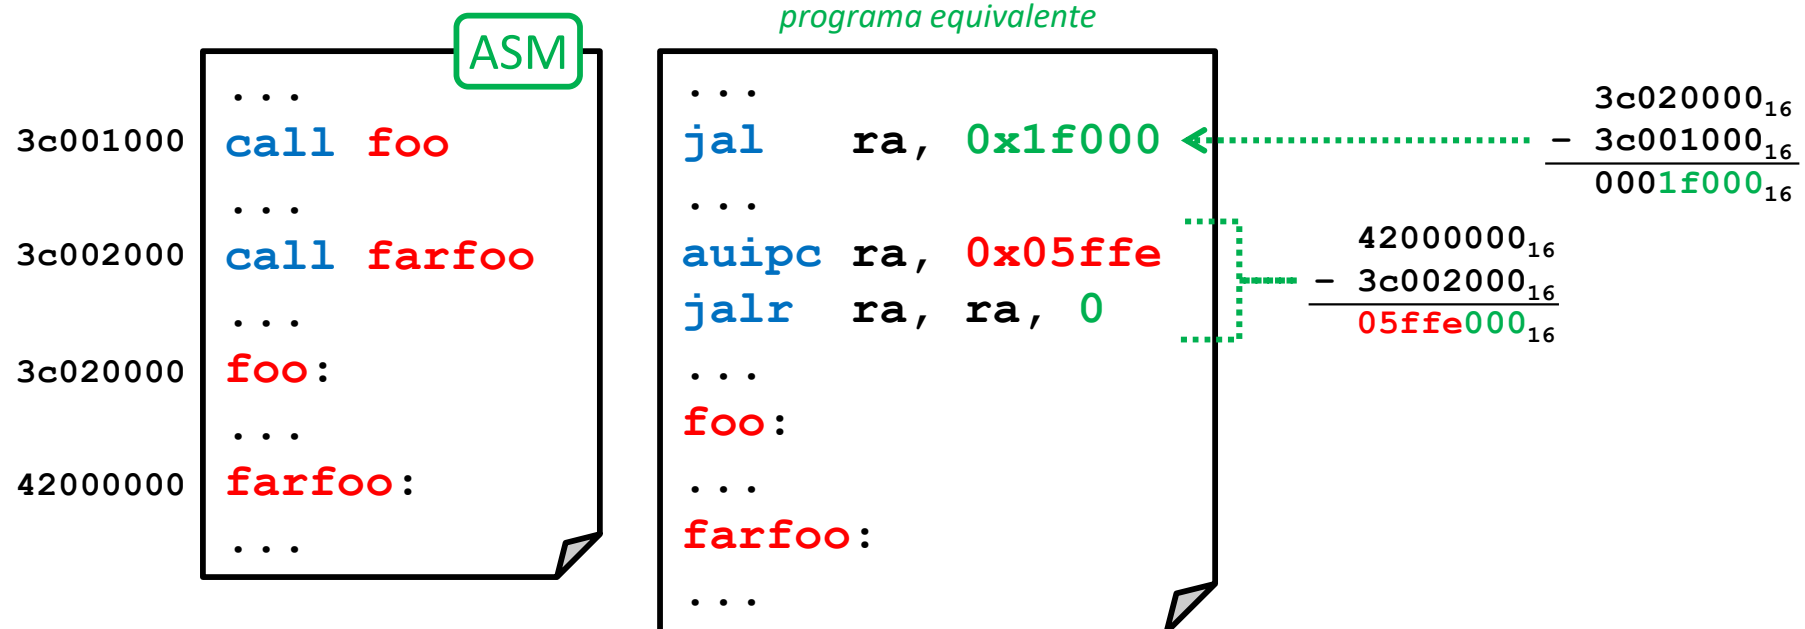 programa equivalente
ASM
...
3c001000 call foo
...
3c002000 call farfoo
...
3c020000 foo:
...
42000000 farfoo:
...
...
jal ra, 0x1f000
...
auipc ra, 0x05ffe
jalr ra, ra, 0
...
foo:
...
farfoo:
...
3c020000₁₆
- 3c001000₁₆
0001f000₁₆
42000000₁₆
- 3c002000₁₆
05ffe000₁₆